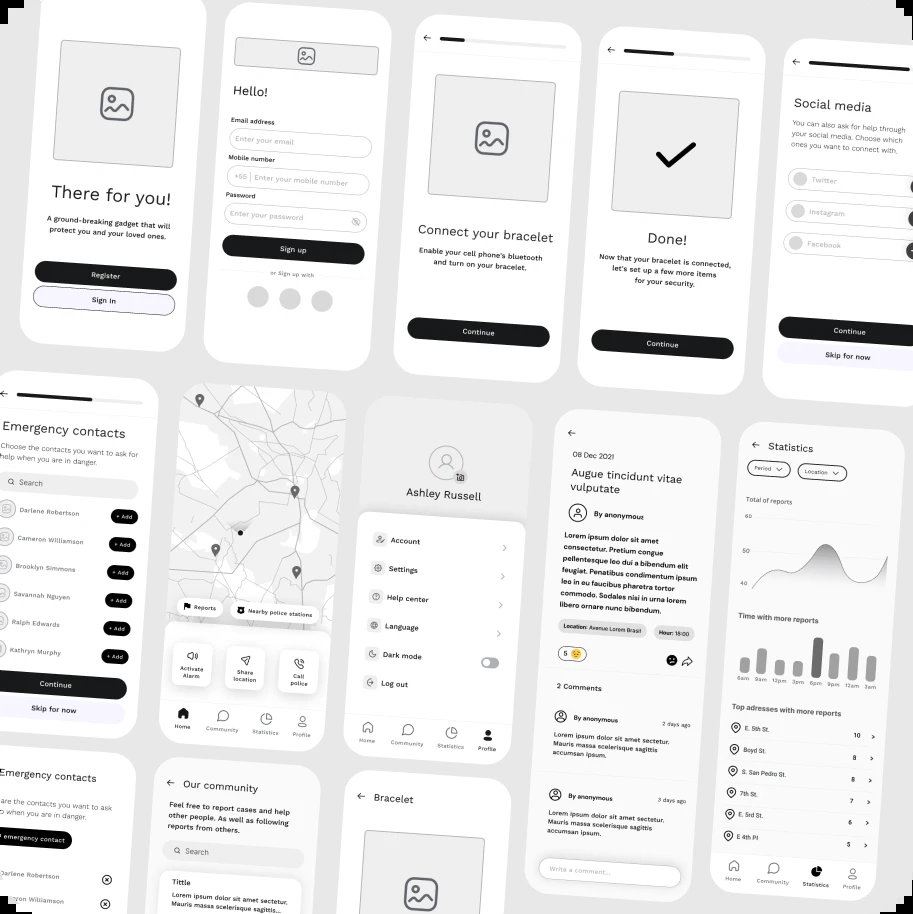 There for you!
A ground-breaking gadget that will
protect you and your loved ones.
Register
Sign In
Hello!
Email address
Enter your email
Mobile number
+55 | Enter your mobile number
Password
Enter your password
Sign up
or Sign up with
Connect your bracelet
Enable your cell phone's bluetooth
and turn on your bracelet.
Continue
Done!
Now that your bracelet is connected,
let's set up a few more items
for your security.
Continue
Social media
You can also ask for help through
your social media. Choose which
ones you want to connect with.
Twitter
Instagram
Facebook
Continue
Skip for now
Emergency contacts
Choose the contacts you want to ask for
help when you are in danger.
Search
Darlene Robertson
+ Add
Cameron Williamson
+ Add
Brooklyn Simmons
+ Add
Savannah Nguyen
+ Add
Ralph Edwards
+ Add
Kathryn Murphy
+ Add
Continue
Skip for now
Reports
Nearby police stations
Activate
Alarm
Share
location
Call
police
Home
Community
Statistics
Profile
Ashley Russell
Account
Settings
Help center
Language
Dark mode
Log out
Home
Community
Statistics
Profile
08 Dec 2021
Augue tincidunt vitae
vulputate
By anonymous
Lorem ipsum dolor sit amet
consectetur. Pretium congue
pellentesque leo dui a bibendum elit
feugiat. Penatibus condimentum ipsum
leo in eu faucibus pharetra tortor
commodo. Sodales nisi in urna lorem
libero ornare nunc bibendum.
Location: Avenue Lorem Brasil
Hour: 18:00
5
2 Comments
By anonymous
2 days ago
Lorem ipsum dolor sit amet sectetur.
Mauris massa scelerisque sagittis
accumsan ipsum.
By anonymous
3 days ago
Lorem ipsum dolor sit amet sectetur.
Mauris massa scelerisque sagittis
accumsan ipsum.
Write a comment...
Statistics
Period
Location
Total of reports
60
50
40
Time with more reports
6am 9am 12pm 3pm 6pm 9pm 12am 3am
Top adresses with more reports
E. 5th St. 10 >
Boyd St. 8 >
S. San Pedro St. 8 >
7th St. 7 >
E. 3rd St. 6 >
E 4th Pl 5 >
Home
Community
Statistics
Profile
Emergency contacts
are the contacts you want to ask
when you are in danger.
emergency contact
Darlene Robertson
Williamson
Our community
Feel free to report cases and help
other people. As well as following
reports from others.
Search
Tittle
Lorem ipsum dolor sit amet sectetur.
Mauris massa scelerisque sagittis...
Bracelet